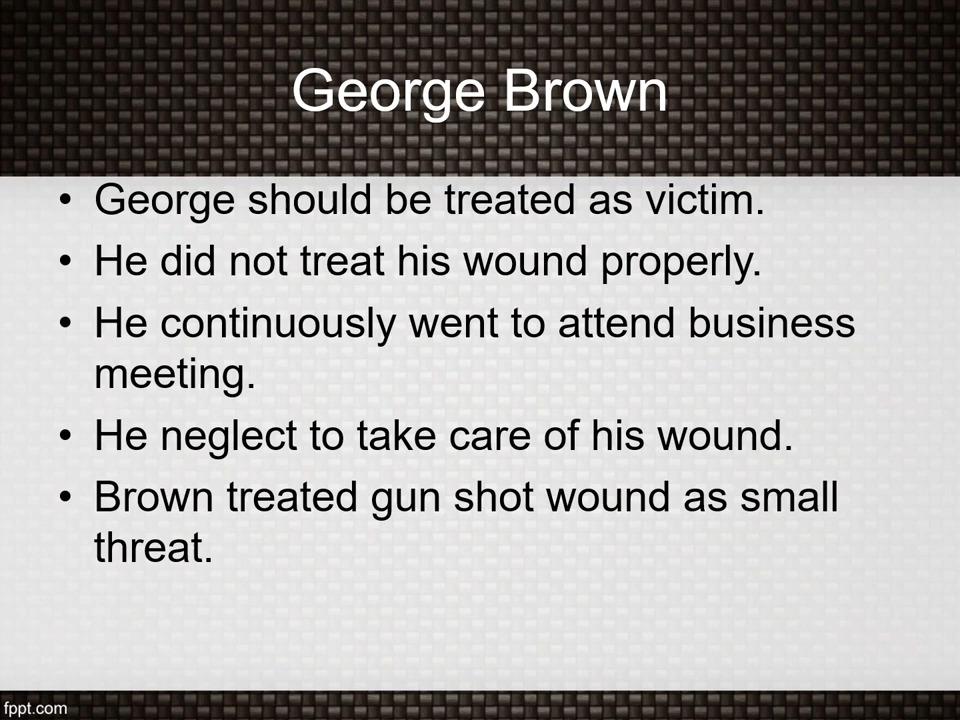 George Brown
• George should be treated as victim.
• He did not treat his wound properly.
• He continuously went to attend business
meeting.
• He neglect to take care of his wound.
• Brown treated gun shot wound as small
threat.
fppt.com